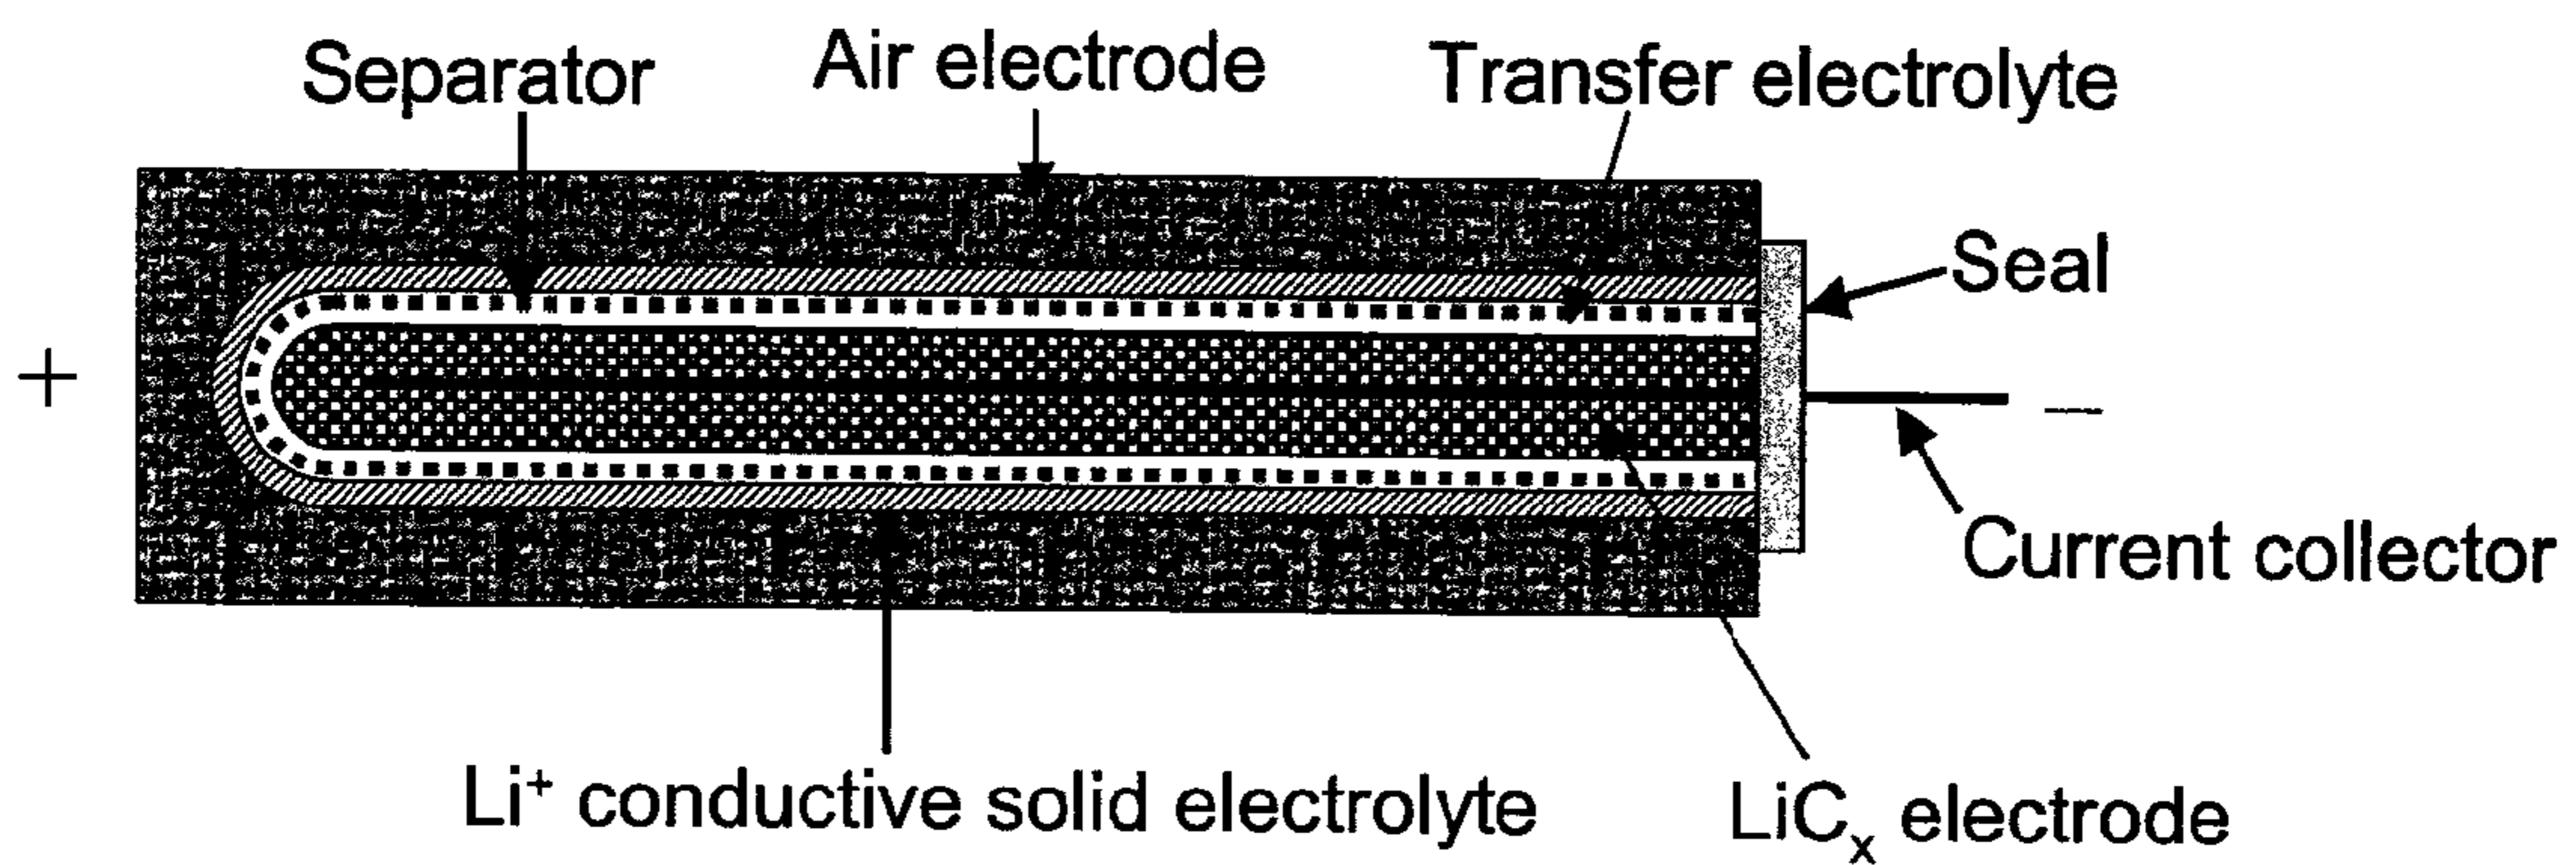 Separator
Air electrode
Transfer electrolyte
Seal
+
−
Current collector
Li⁺ conductive solid electrolyte
LiCₓ electrode